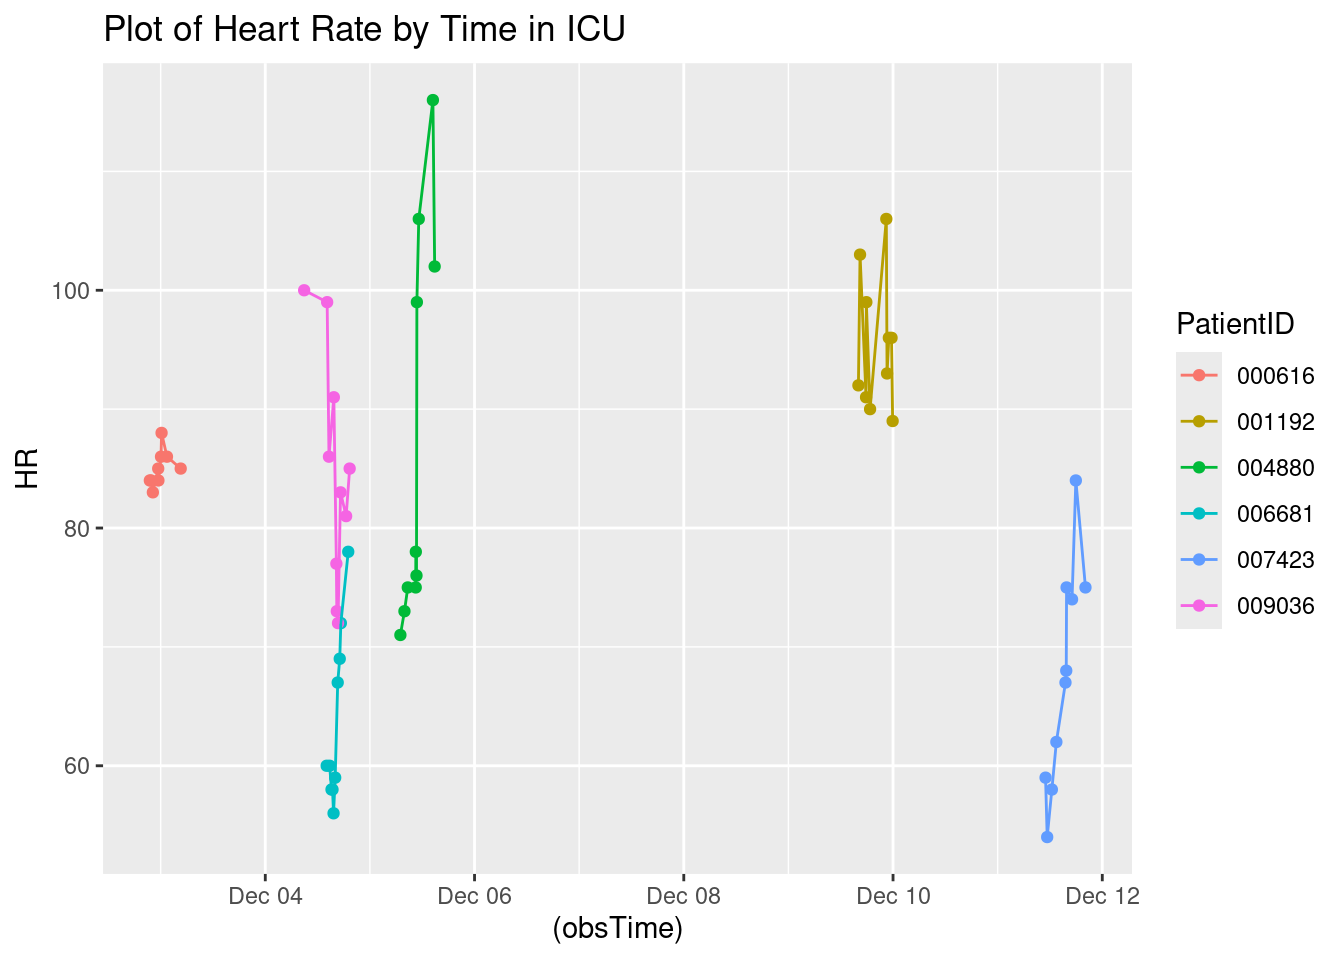 Plot of Heart Rate by Time in ICU
HR
100
80
60
Dec 04
Dec 06
Dec 08
Dec 10
Dec 12
(obsTime)
PatientID
000616
001192
004880
006681
007423
009036